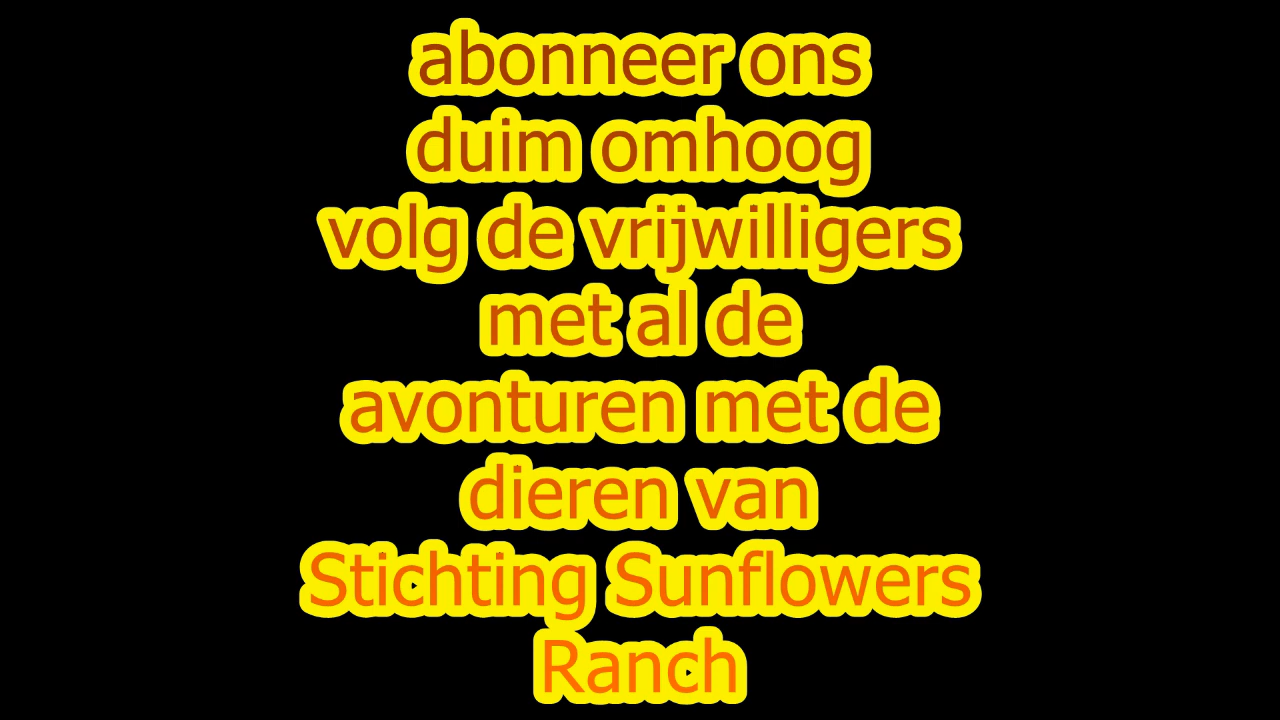 abonneer ons
duim omhoog
volg de vrijwilligers
met al de
avonturen met de
dieren van
Stichting Sunflowers
Ranch